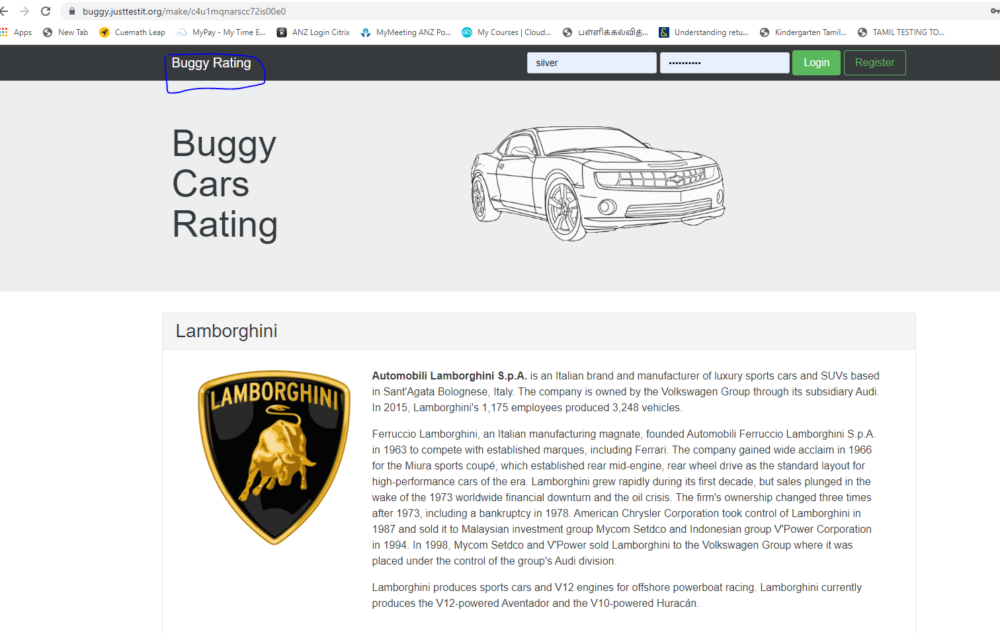 buggy.justtestit.org/make/c4u1mqnarscc72is00e0
Apps New Tab Cuemath Leap MyPay - My Time E... ANZ Login Citrix MyMeeting ANZ Po... My Courses | Cloud... பள்ளிக்கல்வித்... Understanding retu... Kindergarten Tamil... TAMIL TESTING TO...
Buggy Rating silver •••••••••• Login Register
Buggy
Cars
Rating
Lamborghini
LAMBORGHINI
Automobili Lamborghini S.p.A. is an Italian brand and manufacturer of luxury sports cars and SUVs based
in Sant'Agata Bolognese, Italy. The company is owned by the Volkswagen Group through its subsidiary Audi.
In 2015, Lamborghini's 1,175 employees produced 3,248 vehicles.
Ferruccio Lamborghini, an Italian manufacturing magnate, founded Automobili Ferruccio Lamborghini S.p.A.
in 1963 to compete with established marques, including Ferrari. The company gained wide acclaim in 1966
for the Miura sports coupé, which established rear mid-engine, rear wheel drive as the standard layout for
high-performance cars of the era. Lamborghini grew rapidly during its first decade, but sales plunged in the
wake of the 1973 worldwide financial downturn and the oil crisis. The firm's ownership changed three times
after 1973, including a bankruptcy in 1978. American Chrysler Corporation took control of Lamborghini in
1987 and sold it to Malaysian investment group Mycom Setdco and Indonesian group V'Power Corporation
in 1994. In 1998, Mycom Setdco and V'Power sold Lamborghini to the Volkswagen Group where it was
placed under the control of the group's Audi division.
Lamborghini produces sports cars and V12 engines for offshore powerboat racing. Lamborghini currently
produces the V12-powered Aventador and the V10-powered Huracán.